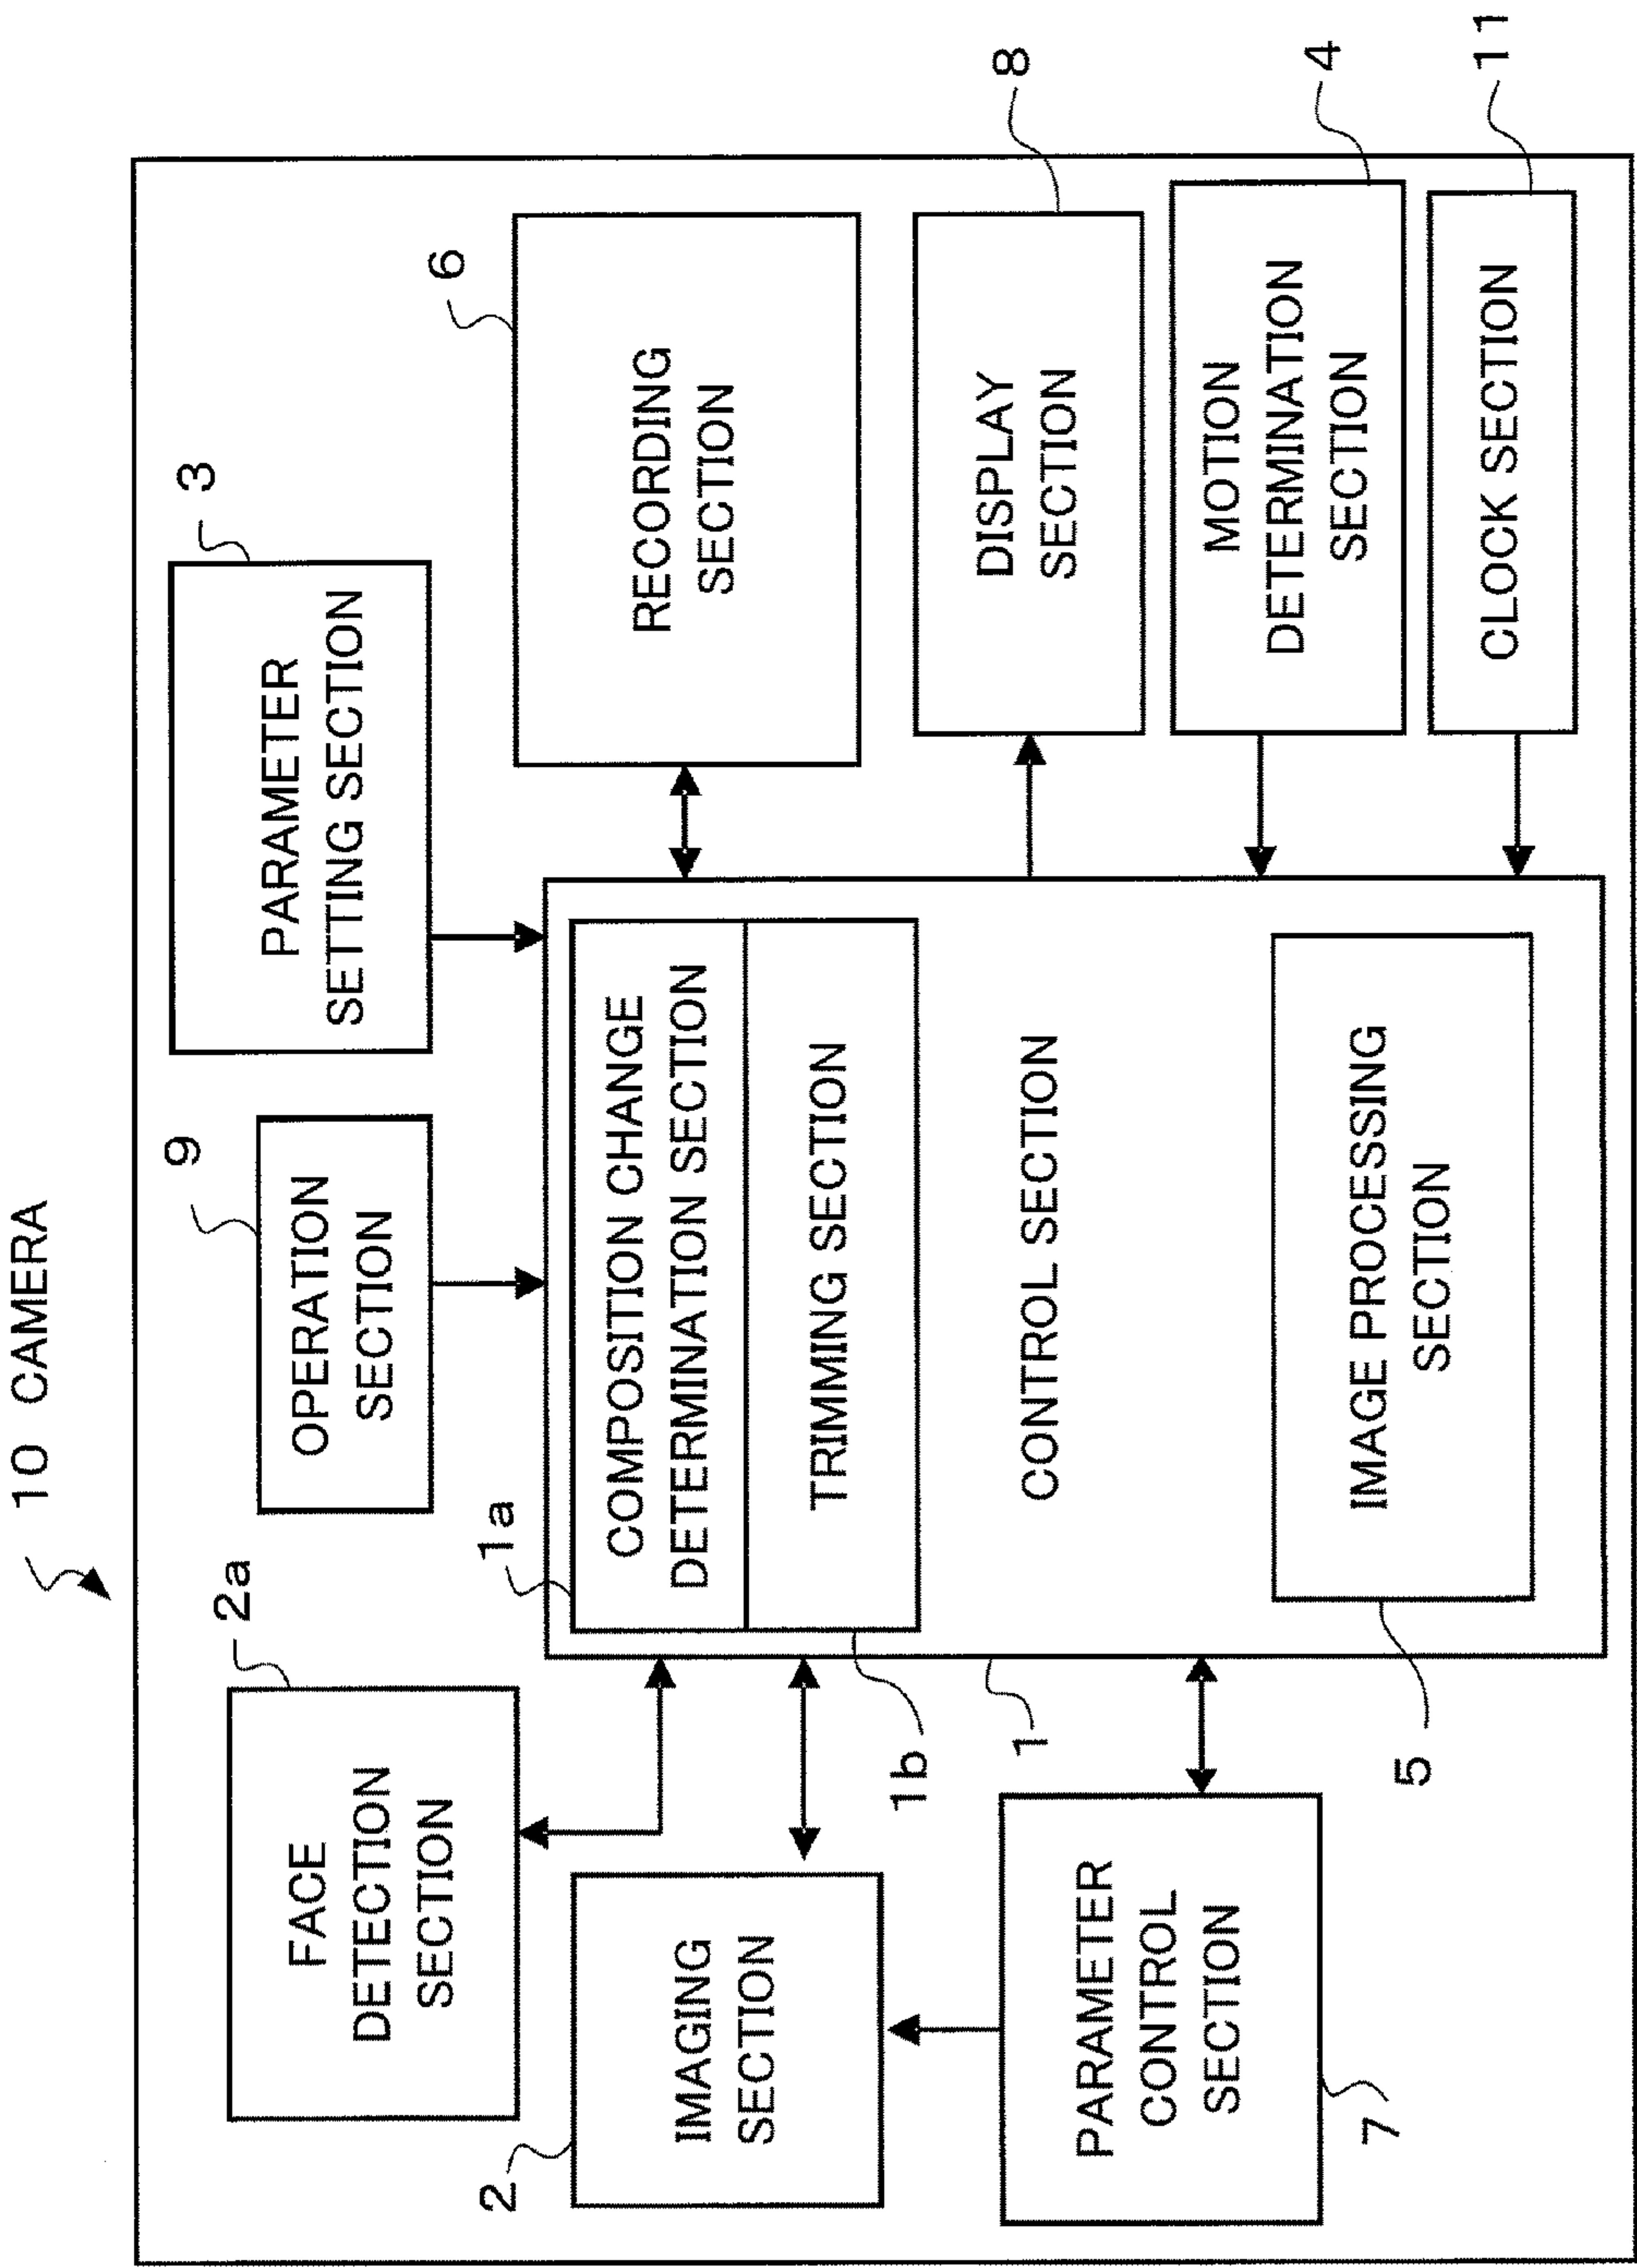 10 CAMERA
2a
FACE
DETECTION
SECTION
9
OPERATION
SECTION
3
PARAMETER
SETTING SECTION
2
IMAGING
SECTION
1a
COMPOSITION CHANGE
DETERMINATION SECTION
1b
TRIMMING SECTION
1
CONTROL SECTION
5
IMAGE PROCESSING
SECTION
6
RECORDING
SECTION
7
PARAMETER
CONTROL
SECTION
8
DISPLAY
SECTION
4
MOTION
DETERMINATION
SECTION
11
CLOCK SECTION